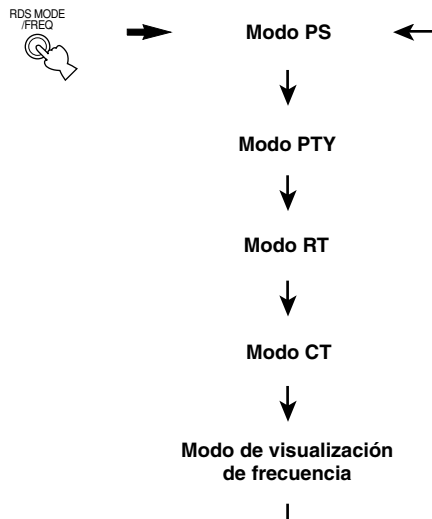 RDS MODE
/FREQ
Modo PS
Modo PTY
Modo RT
Modo CT
Modo de visualización
de frecuencia